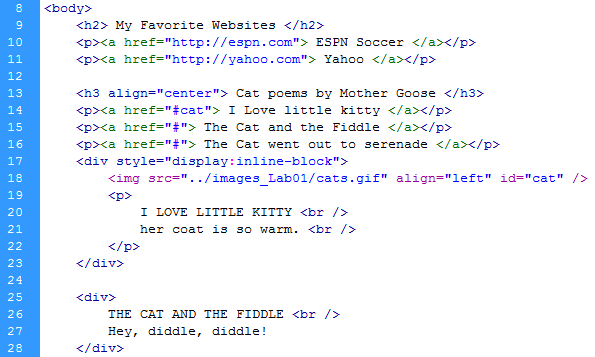 8 <body>
9 <h2> My Favorite Websites </h2>
10 <p><a href="http://espn.com"> ESPN Soccer </a></p>
11 <p><a href="http://yahoo.com"> Yahoo </a></p>
12
13 <h3 align="center"> Cat poems by Mother Goose </h3>
14 <p><a href="#cat"> I Love little kitty </a></p>
15 <p><a href="#"> The Cat and the Fiddle </a></p>
16 <p><a href="#"> The Cat went out to serenade </a></p>
17 <div style="display:inline-block">
18 <img src="../images_Lab01/cats.gif" align="left" id="cat" />
19 <p>
20 I LOVE LITTLE KITTY <br />
21 her coat is so warm. <br />
22 </p>
23 </div>
24
25 <div>
26 THE CAT AND THE FIDDLE <br />
27 Hey, diddle, diddle!
28 </div>